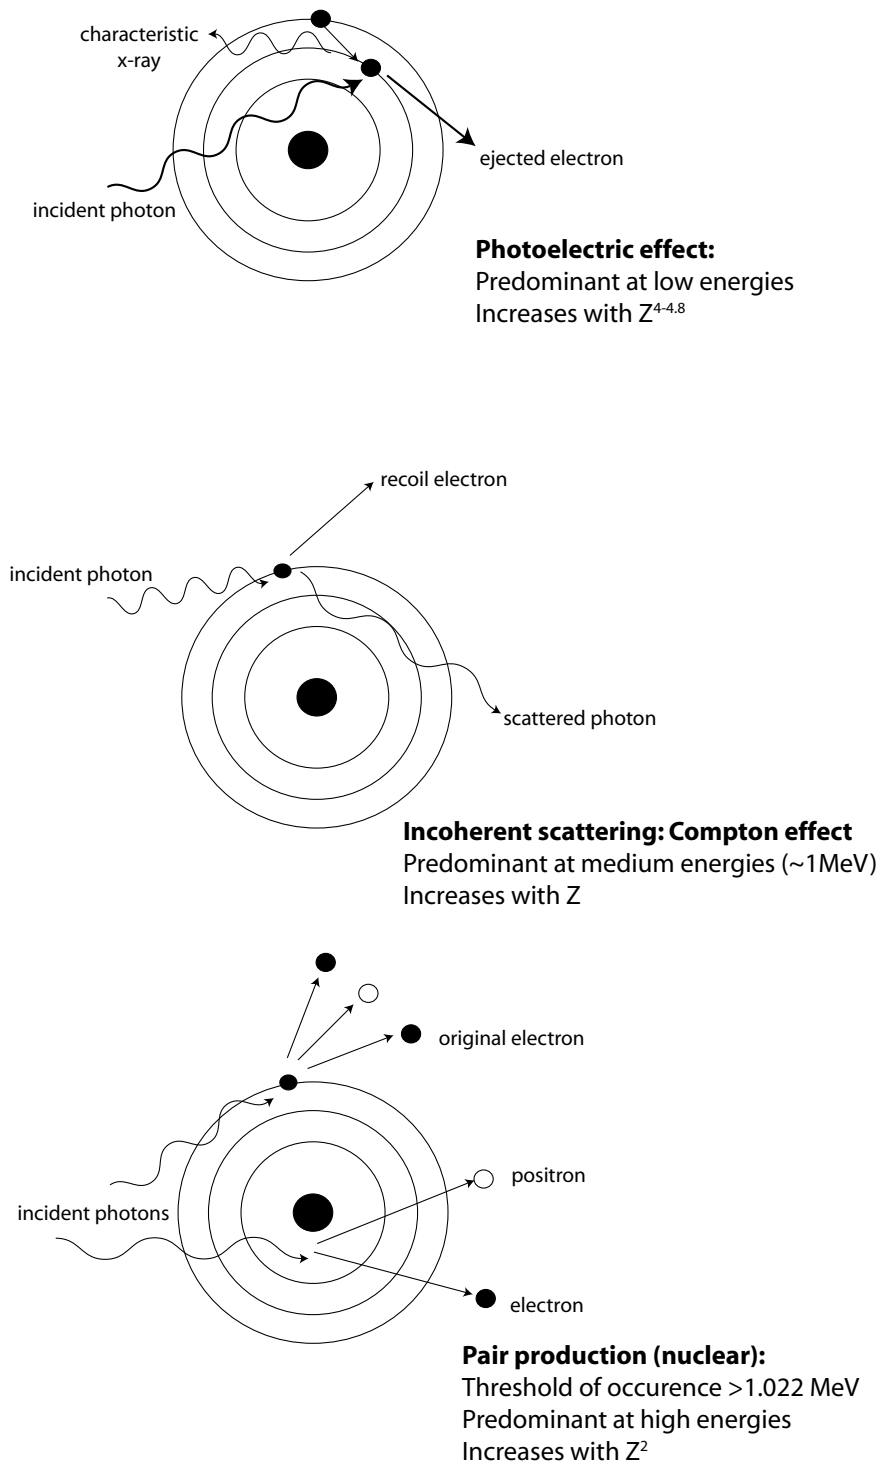 characteristic
x-ray
ejected electron
incident photon
Photoelectric effect:
Predominant at low energies
Increases with Z⁴⁻⁴·⁸
recoil electron
incident photon
scattered photon
Incoherent scattering: Compton effect
Predominant at medium energies (~1MeV)
Increases with Z
original electron
positron
incident photons
electron
Pair production (nuclear):
Threshold of occurence >1.022 MeV
Predominant at high energies
Increases with Z²